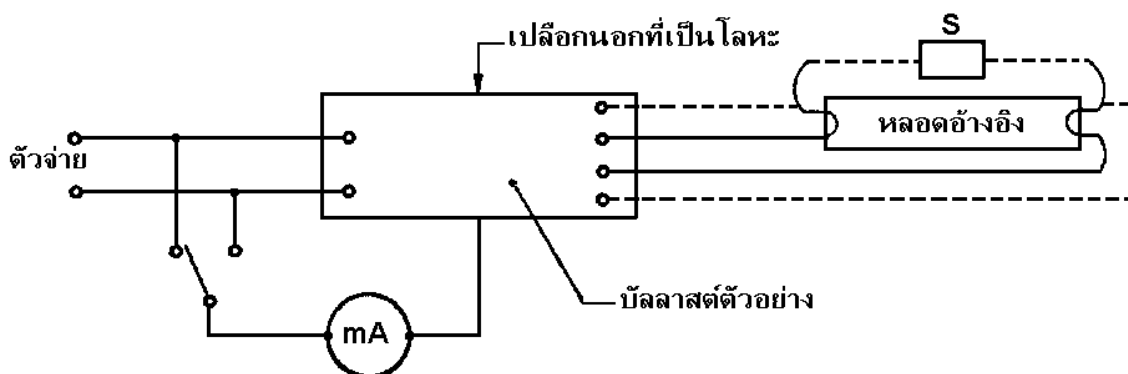 เปลือกนอกที่เป็นโลหะ
S
หลอดอ้างอิง
ตัวจ่าย
บัลลาสต์ตัวอย่าง
mA